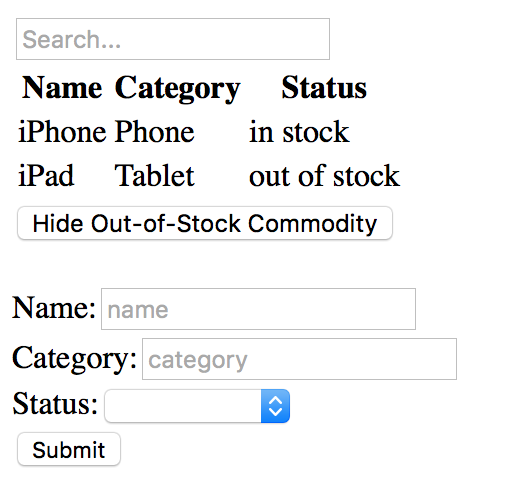 Search...
Name Category Status
iPhone Phone in stock
iPad Tablet out of stock
Hide Out-of-Stock Commodity
Name: name
Category: category
Status:
Submit